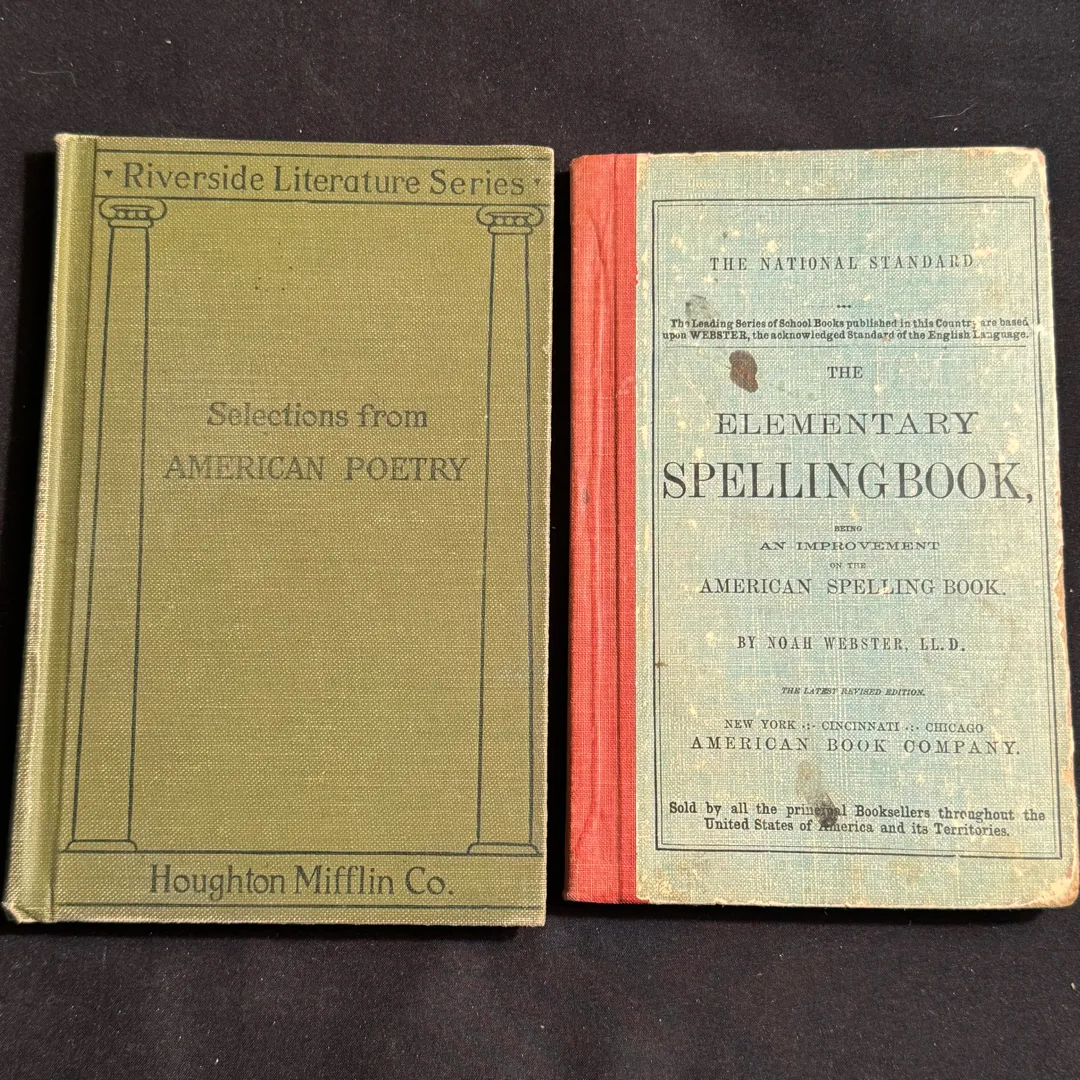 Riverside Literature Series
Selections from
AMERICAN POETRY
Houghton Mifflin Co.
THE NATIONAL STANDARD
The Leading Series of School Books published in this Country are based
upon WEBSTER, the acknowledged Standard of the English Language.
THE
ELEMENTARY
SPELLING BOOK,
BEING
AN IMPROVEMENT
ON THE
AMERICAN SPELLING BOOK.
BY NOAH WEBSTER, LL.D.
THE LATEST REVISED EDITION.
NEW YORK ·:· CINCINNATI ·:· CHICAGO
AMERICAN BOOK COMPANY.
Sold by all the principal Booksellers throughout the
United States of America and its Territories.